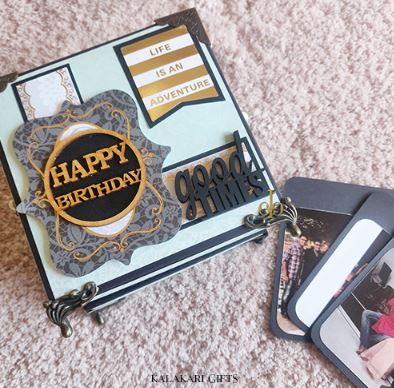 LIFE
IS AN
ADVENTURE
HAPPY
BIRTHDAY
good
TIMES
KALAKARI GIFTS